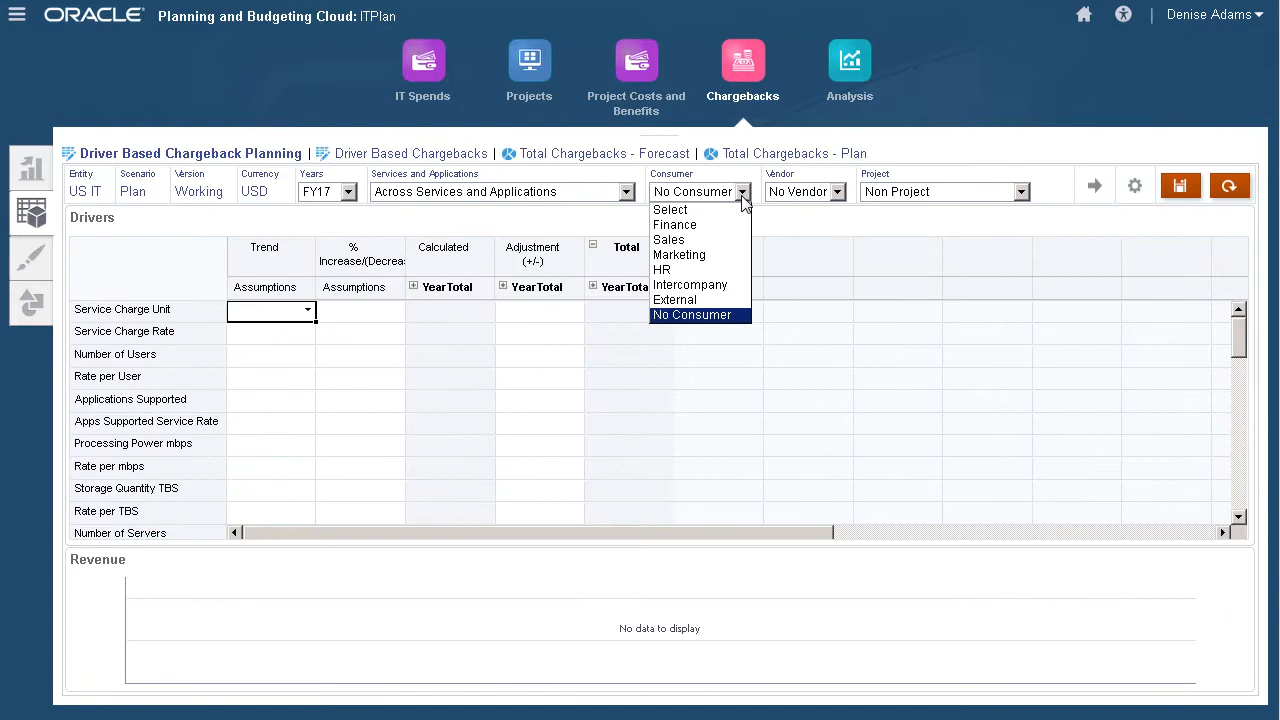 ORACLE® Planning and Budgeting Cloud: ITPlan
Denise Adams
IT Spends
Projects
Project Costs and
Benefits
Chargebacks
Analysis
Driver Based Chargeback Planning | Driver Based Chargebacks | Total Chargebacks - Forecast | Total Chargebacks - Plan
Entity
US IT
Scenario
Plan
Version
Working
Currency
USD
Years
FY17
Services and Applications
Across Services and Applications
Consumer
No Consumer
Vendor
No Vendor
Project
Non Project
Select
Finance
Sales
Marketing
HR
Intercompany
External
No Consumer
Drivers
Trend
%
Increase/(Decrea
Calculated
Adjustment
(+/-)
Total
Assumptions
Assumptions
YearTotal
YearTotal
YearTota
Service Charge Unit
Service Charge Rate
Number of Users
Rate per User
Applications Supported
Apps Supported Service Rate
Processing Power mbps
Rate per mbps
Storage Quantity TBS
Rate per TBS
Number of Servers
Revenue
No data to display